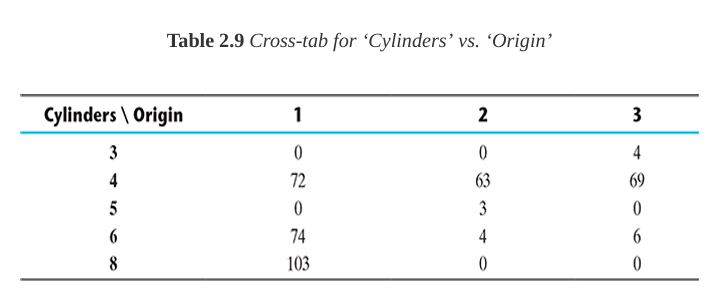 Table 2.9 Cross-tab for ‘Cylinders’ vs. ‘Origin’
Cylinders \ Origin 1 2 3
3 0 0 4
4 72 63 69
5 0 3 0
6 74 4 6
8 103 0 0